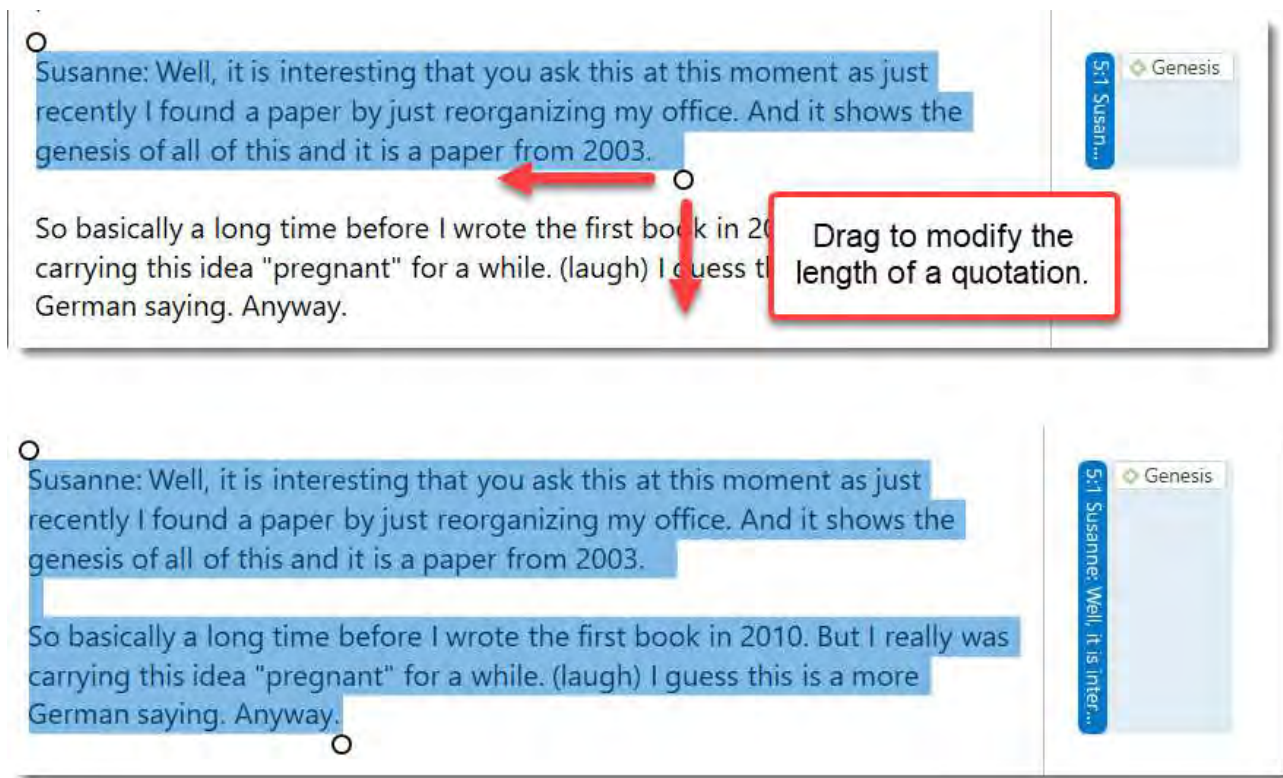 Susanne: Well, it is interesting that you ask this at this moment as just
recently I found a paper by just reorganizing my office. And it shows the
genesis of all of this and it is a paper from 2003.
So basically a long time before I wrote the first book in 20
carrying this idea "pregnant" for a while. (laugh) I guess
German saying. Anyway.
Drag to modify the
length of a quotation.
5:1 Susan...
Genesis
Susanne: Well, it is interesting that you ask this at this moment as just
recently I found a paper by just reorganizing my office. And it shows the
genesis of all of this and it is a paper from 2003.
So basically a long time before I wrote the first book in 2010. But I really was
carrying this idea "pregnant" for a while. (laugh) I guess this is a more
German saying. Anyway.
5:1 Susanne: Well, it is inter...
Genesis